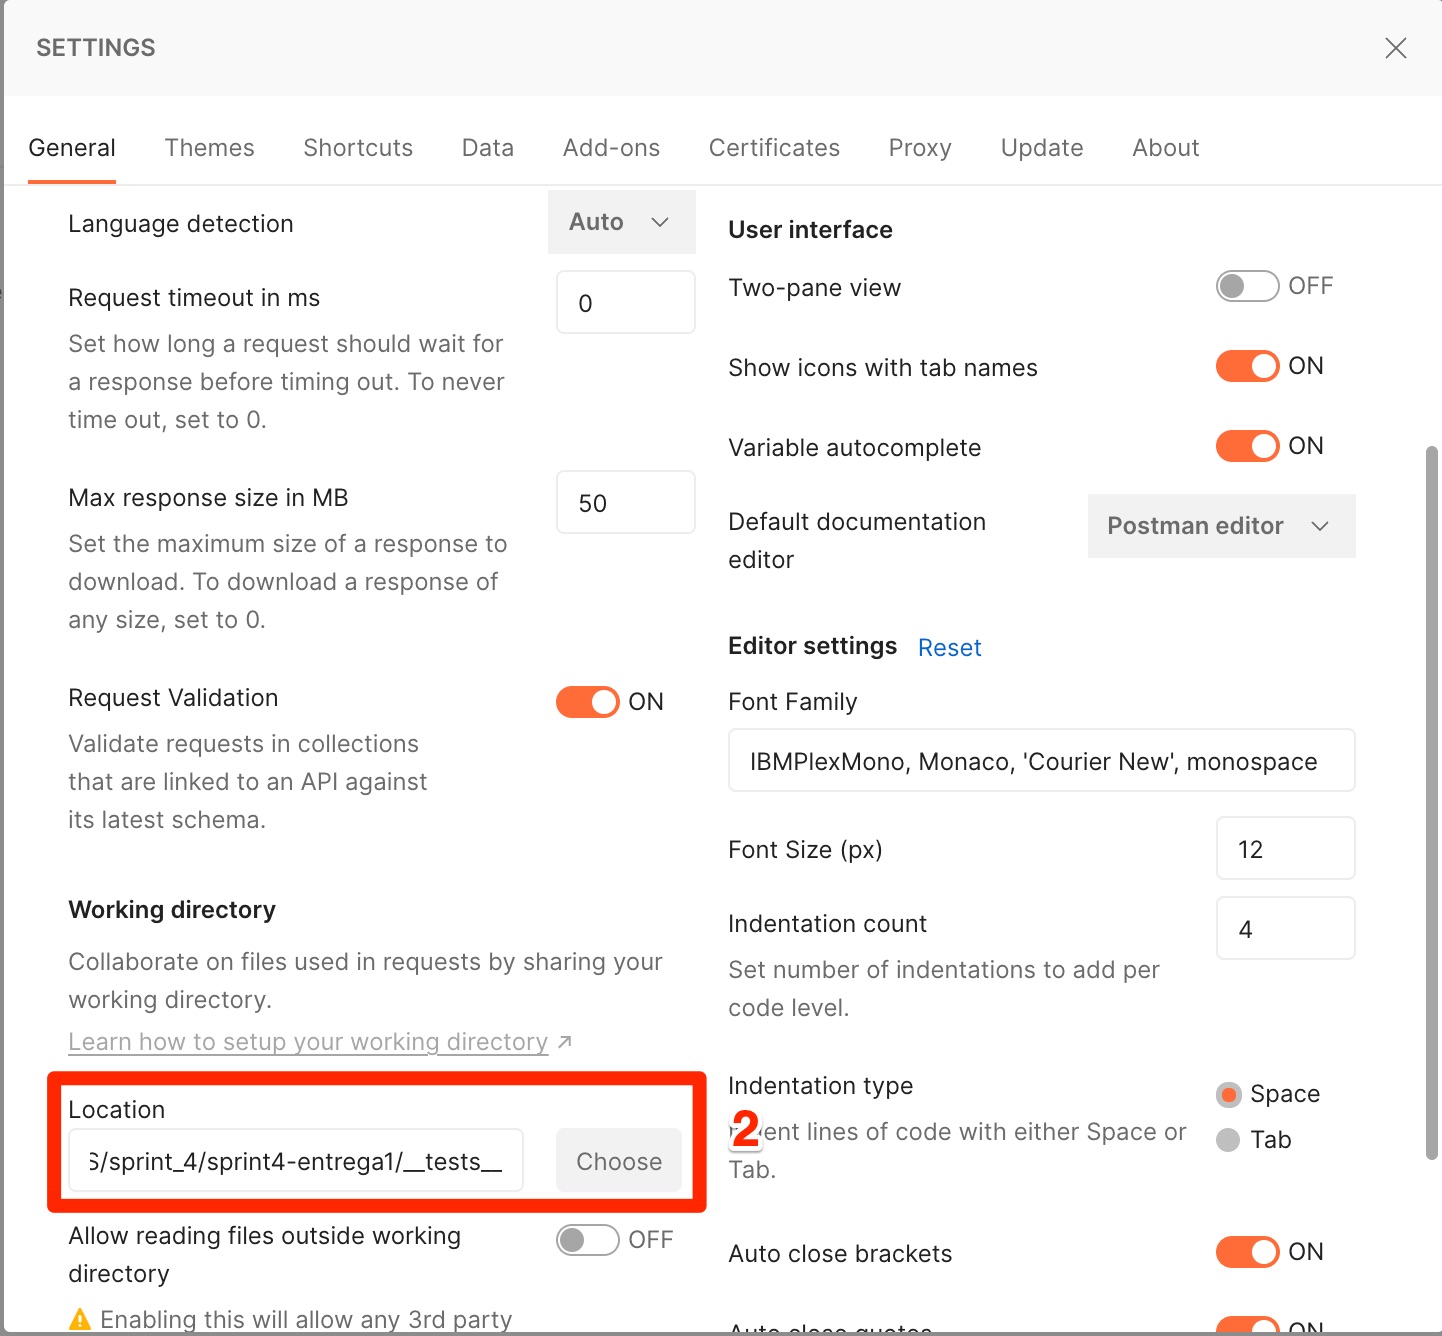 SETTINGS
General Themes Shortcuts Data Add-ons Certificates Proxy Update About
Language detection
Auto
Request timeout in ms
0
Set how long a request should wait for
a response before timing out. To never
time out, set to 0.
Max response size in MB
50
Set the maximum size of a response to
download. To download a response of
any size, set to 0.
Request Validation
ON
Validate requests in collections
that are linked to an API against
its latest schema.
Working directory
Collaborate on files used in requests by sharing your
working directory.
Learn how to setup your working directory ↗
Location
/sprint_4/sprint4-entrega1/__tests__
Choose
Allow reading files outside working
directory
OFF
Enabling this will allow any 3rd party
User interface
Two-pane view
OFF
Show icons with tab names
ON
Variable autocomplete
ON
Default documentation
editor
Postman editor
Editor settings Reset
Font Family
IBMPlexMono, Monaco, 'Courier New', monospace
Font Size (px)
12
Indentation count
4
Set number of indentations to add per
code level.
Indentation type
Space
Tab
2
lines of code with either Space or
Tab.
Auto close brackets
ON
Auto close quotes
ON